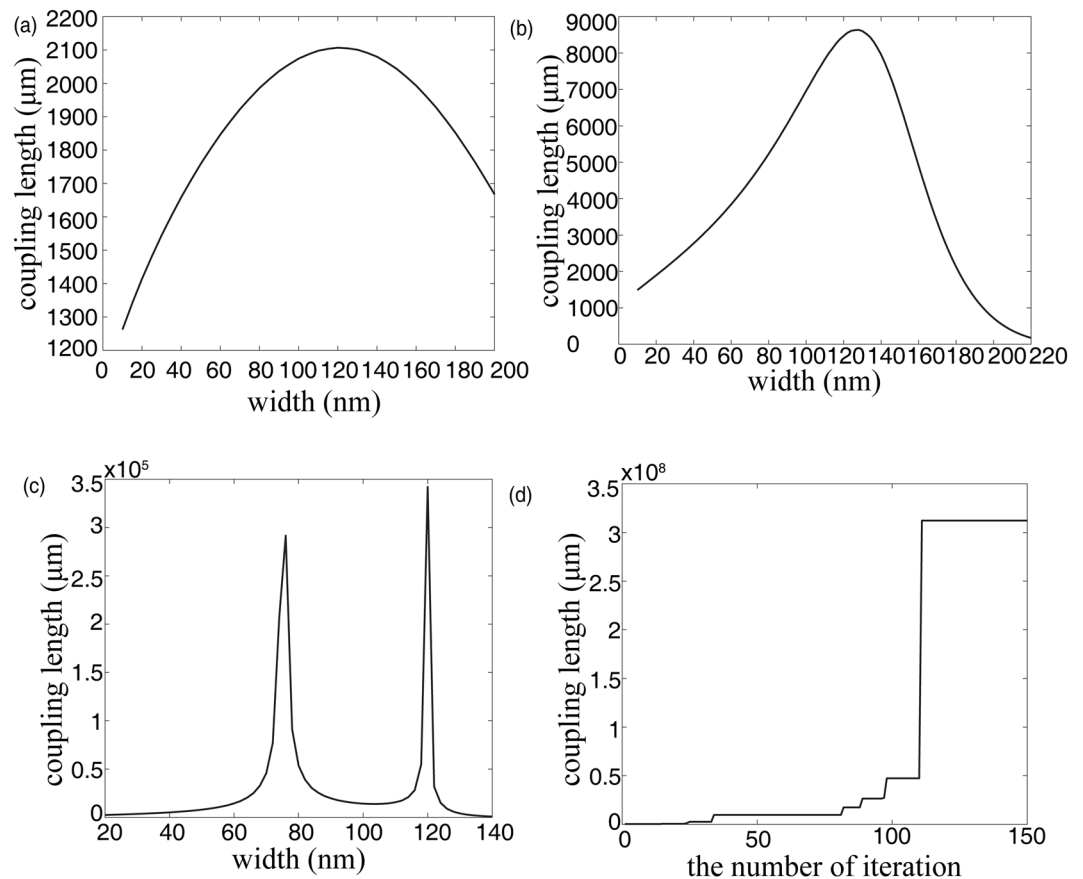 (a)
2200
2100
2000
1900
1800
1700
1600
1500
1400
1300
1200
coupling length (μm)
0 20 40 60 80 100 120 140 160 180 200
width (nm)
(b)
9000
8000
7000
6000
5000
4000
3000
2000
1000
0
coupling length (μm)
0 20 40 60 80 100 120 140 160 180 200 220
width (nm)
(c)
x10⁵
3.5
3
2.5
2
1.5
1
0.5
0
coupling length (μm)
20 40 60 80 100 120 140
width (nm)
(d)
x10⁸
3.5
3
2.5
2
1.5
1
0.5
0
coupling length (μm)
0 50 100 150
the number of iteration